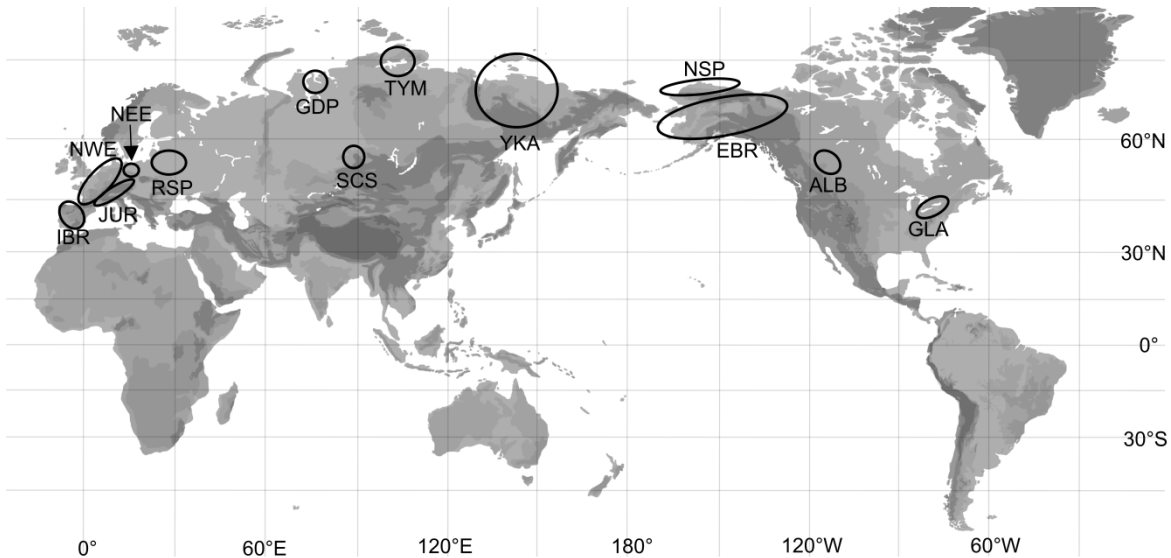 NSP
TYM
GDP
NEE
YKA
60°N
NWE
EBR
RSP
SCS
ALB
JUR
GLA
IBR
30°N
0°
30°S
0°
60°E
120°E
180°
120°W
60°W